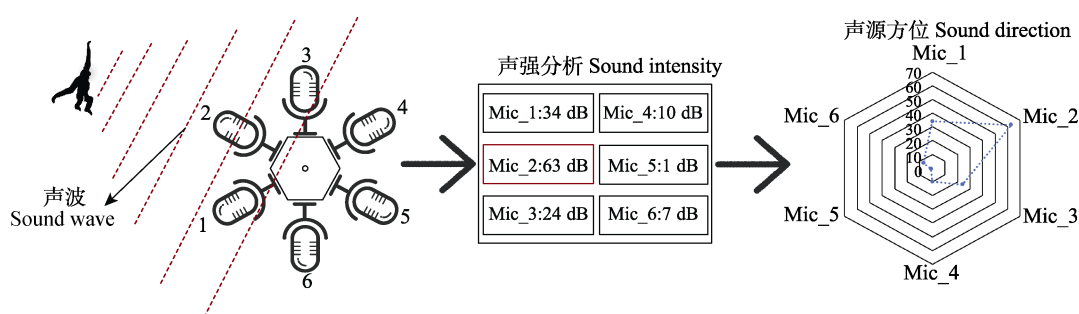 3
2
4
1
5
6
声波
Sound wave
声强分析 Sound intensity
Mic_1:34 dB
Mic_4:10 dB
Mic_2:63 dB
Mic_5:1 dB
Mic_3:24 dB
Mic_6:7 dB
声源方位 Sound direction
Mic_1
70
60
50
40
30
20
10
0
Mic_6
Mic_2
Mic_5
Mic_3
Mic_4